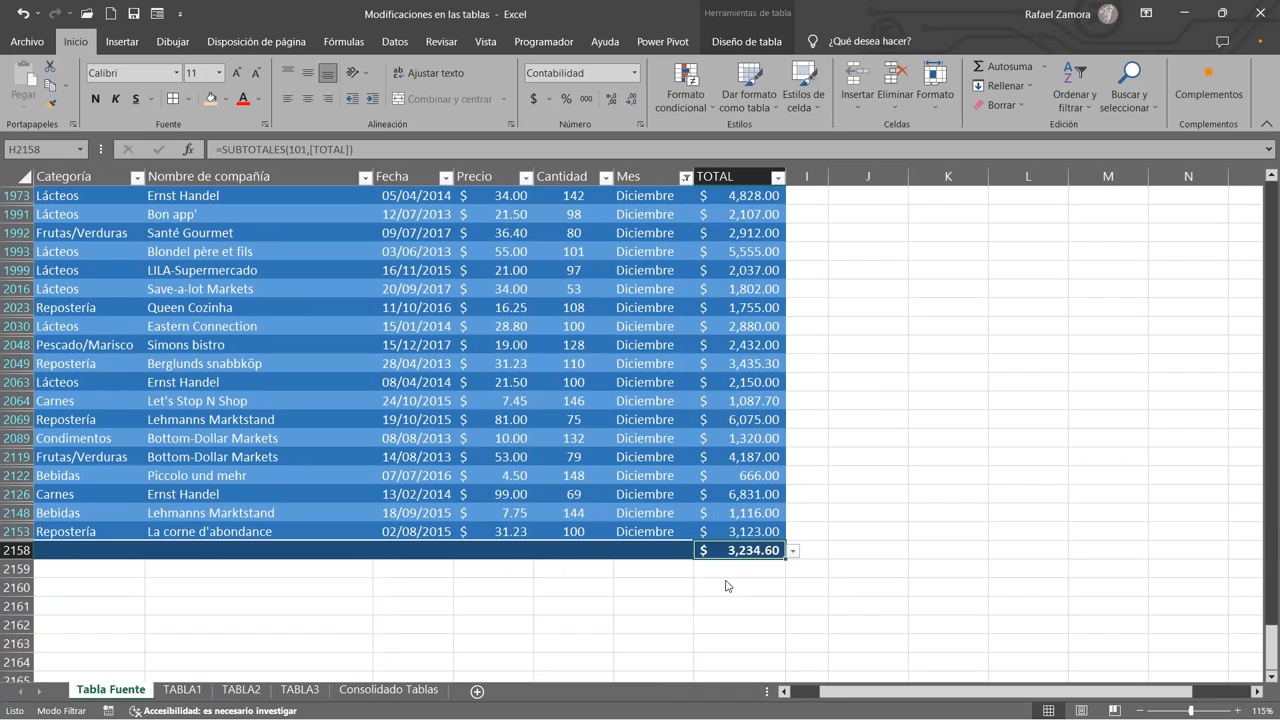 Modificaciones en las tablas - Excel
Herramientas de tabla
Rafael Zamora
Archivo Inicio Insertar Dibujar Disposición de página Fórmulas Datos Revisar Vista Programador Ayuda Power Pivot Diseño de tabla ¿Qué desea hacer?
Pegar
Calibri 11
N K S
Ajustar texto
Combinar y centrar
Contabilidad
$ % 000
Formato condicional
Dar formato como tabla
Estilos de celda
Insertar Eliminar Formato
Autosuma
Rellenar
Borrar
Ordenar y filtrar
Buscar y seleccionar
Complementos
Portapapeles Fuente Alineación Número Estilos Celdas Edición Complementos
H2158 fx =SUBTOTALES(101,[TOTAL])
Categoría Nombre de compañía Fecha Precio Cantidad Mes TOTAL I J K L M N
1973 Lácteos Ernst Handel 05/04/2014 $ 34.00 142 Diciembre $ 4,828.00
1991 Lácteos Bon app' 12/07/2013 $ 21.50 98 Diciembre $ 2,107.00
1992 Frutas/Verduras Santé Gourmet 09/07/2017 $ 36.40 80 Diciembre $ 2,912.00
1993 Lácteos Blondel père et fils 03/06/2013 $ 55.00 101 Diciembre $ 5,555.00
1999 Lácteos LILA-Supermercado 16/11/2015 $ 21.00 97 Diciembre $ 2,037.00
2016 Lácteos Save-a-lot Markets 20/09/2017 $ 34.00 53 Diciembre $ 1,802.00
2023 Repostería Queen Cozinha 11/10/2016 $ 16.25 108 Diciembre $ 1,755.00
2030 Lácteos Eastern Connection 15/01/2014 $ 28.80 100 Diciembre $ 2,880.00
2048 Pescado/Marisco Simons bistro 15/12/2017 $ 19.00 128 Diciembre $ 2,432.00
2049 Repostería Berglunds snabbköp 28/04/2013 $ 31.23 110 Diciembre $ 3,435.30
2063 Lácteos Ernst Handel 08/04/2014 $ 21.50 100 Diciembre $ 2,150.00
2064 Carnes Let's Stop N Shop 24/10/2015 $ 7.45 146 Diciembre $ 1,087.70
2069 Repostería Lehmanns Marktstand 19/10/2015 $ 81.00 75 Diciembre $ 6,075.00
2089 Condimentos Bottom-Dollar Markets 08/08/2013 $ 10.00 132 Diciembre $ 1,320.00
2119 Frutas/Verduras Bottom-Dollar Markets 14/08/2013 $ 53.00 79 Diciembre $ 4,187.00
2122 Bebidas Piccolo und mehr 07/07/2016 $ 4.50 148 Diciembre $ 666.00
2126 Carnes Ernst Handel 13/02/2014 $ 99.00 69 Diciembre $ 6,831.00
2148 Bebidas Lehmanns Marktstand 18/09/2015 $ 7.75 144 Diciembre $ 1,116.00
2153 Repostería La corne d'abondance 02/08/2015 $ 31.23 100 Diciembre $ 3,123.00
2158 $ 3,234.60
2159
2160
2161
2162
2163
2164
2165
Tabla Fuente TABLA1 TABLA2 TABLA3 Consolidado Tablas
Listo Modo Filtrar Accesibilidad: es necesario investigar 115%